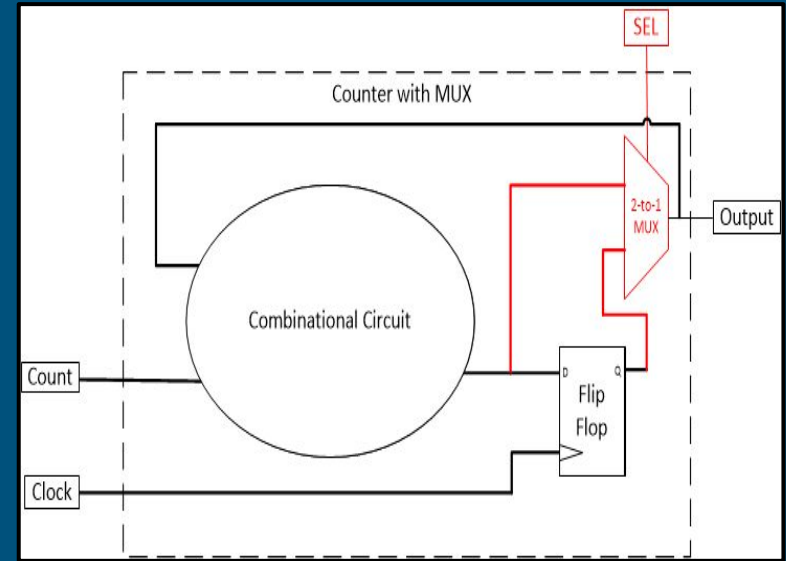 SEL
Counter with MUX
2-to-1
MUX
Output
Combinational Circuit
Count
D
Q
Flip
Flop
Clock